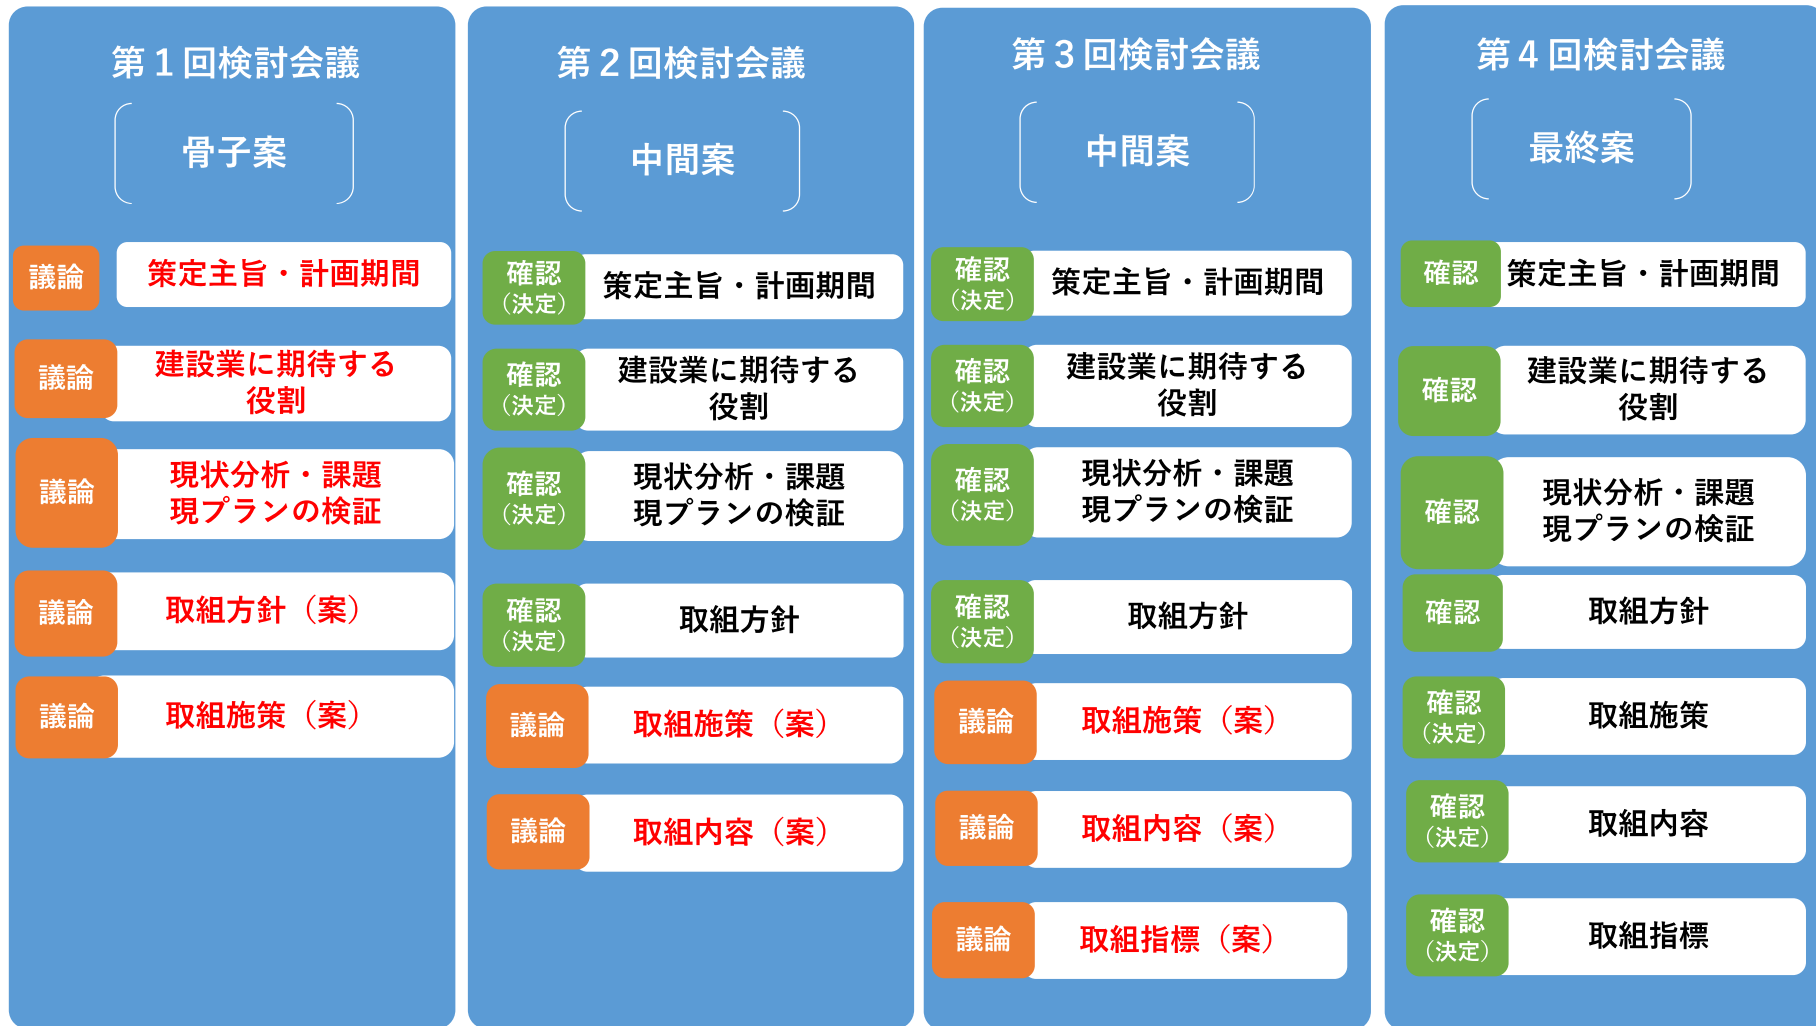 第１回検討会議
骨子案
議論
策定主旨・計画期間
議論
建設業に期待する
役割
議論
現状分析・課題
現プランの検証
議論
取組方針（案）
議論
取組施策（案）
第２回検討会議
中間案
確認
（決定）
策定主旨・計画期間
確認
（決定）
建設業に期待する
役割
確認
（決定）
現状分析・課題
現プランの検証
確認
（決定）
取組方針
議論
取組施策（案）
議論
取組内容（案）
第３回検討会議
中間案
確認
（決定）
策定主旨・計画期間
確認
（決定）
建設業に期待する
役割
確認
（決定）
現状分析・課題
現プランの検証
確認
（決定）
取組方針
議論
取組施策（案）
議論
取組内容（案）
議論
取組指標（案）
第４回検討会議
最終案
確認
策定主旨・計画期間
確認
建設業に期待する
役割
確認
現状分析・課題
現プランの検証
確認
取組方針
確認
（決定）
取組施策
確認
（決定）
取組内容
確認
（決定）
取組指標